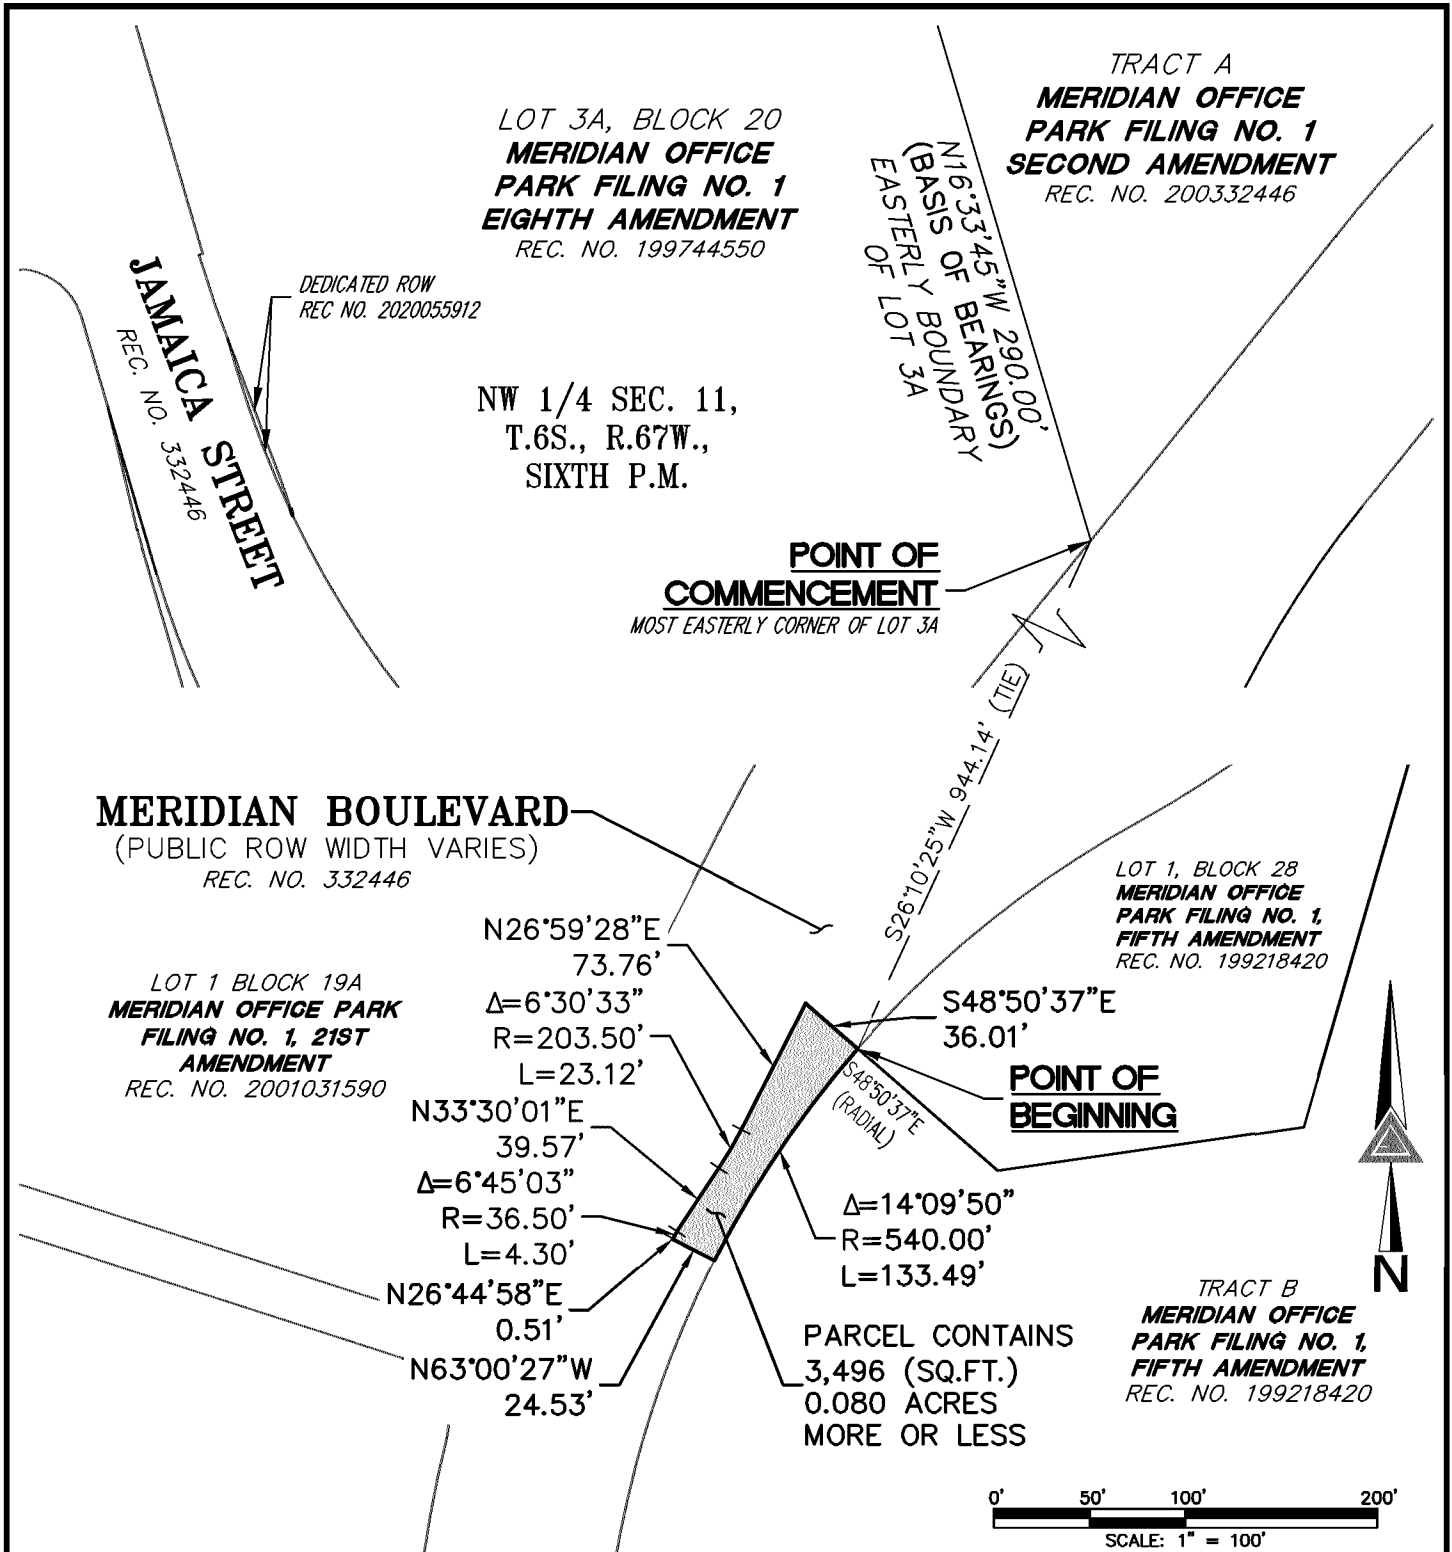 TRACT A
MERIDIAN OFFICE
PARK FILING NO. 1
SECOND AMENDMENT
REC. NO. 200332446
LOT 3A, BLOCK 20
MERIDIAN OFFICE
PARK FILING NO. 1
EIGHTH AMENDMENT
REC. NO. 199744550
N16°33'45"W 290.00'
(BASIS OF BEARINGS)
EASTERLY BOUNDARY
OF LOT 3A
JAMAICA STREET
REC. NO. 332446
DEDICATED ROW
REC NO. 2020055912
NW 1/4 SEC. 11,
T.6S., R.67W.,
SIXTH P.M.
POINT OF
COMMENCEMENT
MOST EASTERLY CORNER OF LOT 3A
S26°10'25"W 944.14' (TIE)
MERIDIAN BOULEVARD
(PUBLIC ROW WIDTH VARIES)
REC. NO. 332446
LOT 1, BLOCK 28
MERIDIAN OFFICE
PARK FILING NO. 1,
FIFTH AMENDMENT
REC. NO. 199218420
LOT 1 BLOCK 19A
MERIDIAN OFFICE PARK
FILING NO. 1, 21ST
AMENDMENT
REC. NO. 2001031590
N26°59'28"E
73.76'
Δ=6°30'33"
R=203.50'
L=23.12'
N33°30'01"E
39.57'
Δ=6°45'03"
R=36.50'
L=4.30'
N26°44'58"E
0.51'
N63°00'27"W
24.53'
S48°50'37"E
36.01'
POINT OF
BEGINNING
S48°50'37"E
(RADIAL)
Δ=14°09'50"
R=540.00'
L=133.49'
PARCEL CONTAINS
3,496 (SQ.FT.)
0.080 ACRES
MORE OR LESS
N
TRACT B
MERIDIAN OFFICE
PARK FILING NO. 1,
FIFTH AMENDMENT
REC. NO. 199218420
0' 50' 100' 200'
SCALE: 1" = 100'